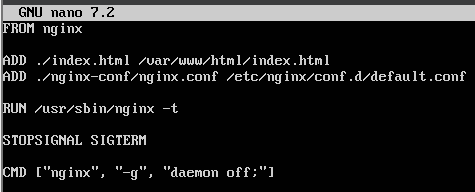 GNU nano 7.2
FROM nginx
ADD ./index.html /var/www/html/index.html
ADD ./nginx-conf/nginx.conf /etc/nginx/conf.d/default.conf
RUN /usr/sbin/nginx -t
STOPSIGNAL SIGTERM
CMD ["nginx", "-g", "daemon off;"]